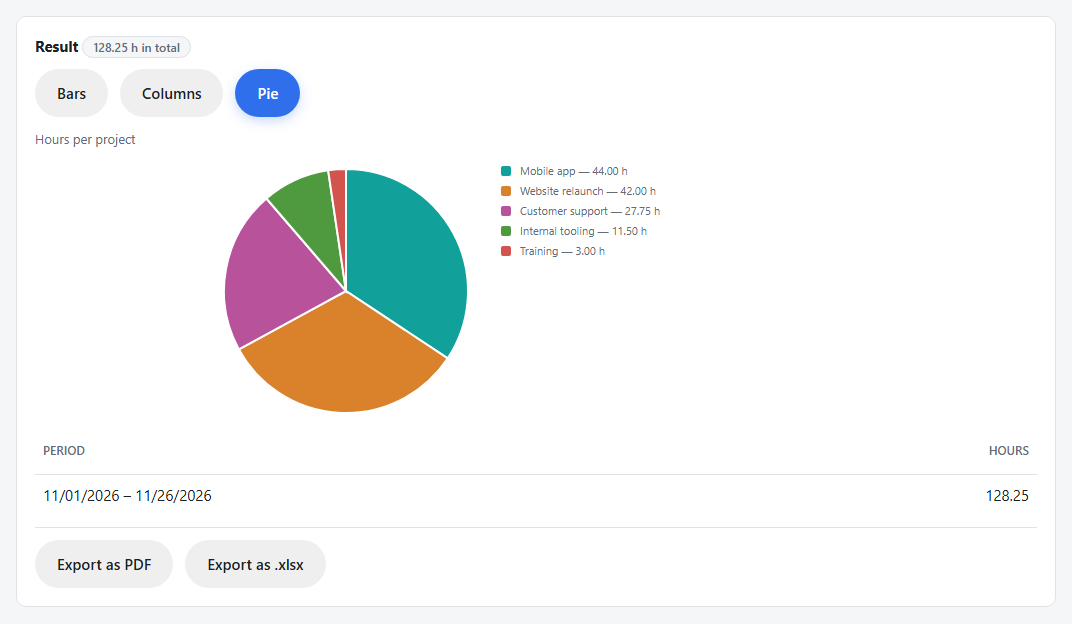 Result 128.25 h in total
Bars Columns Pie
Hours per project
Mobile app — 44.00 h
Website relaunch — 42.00 h
Customer support — 27.75 h
Internal tooling — 11.50 h
Training — 3.00 h
PERIOD HOURS
11/01/2026 – 11/26/2026 128.25
Export as PDF Export as .xlsx